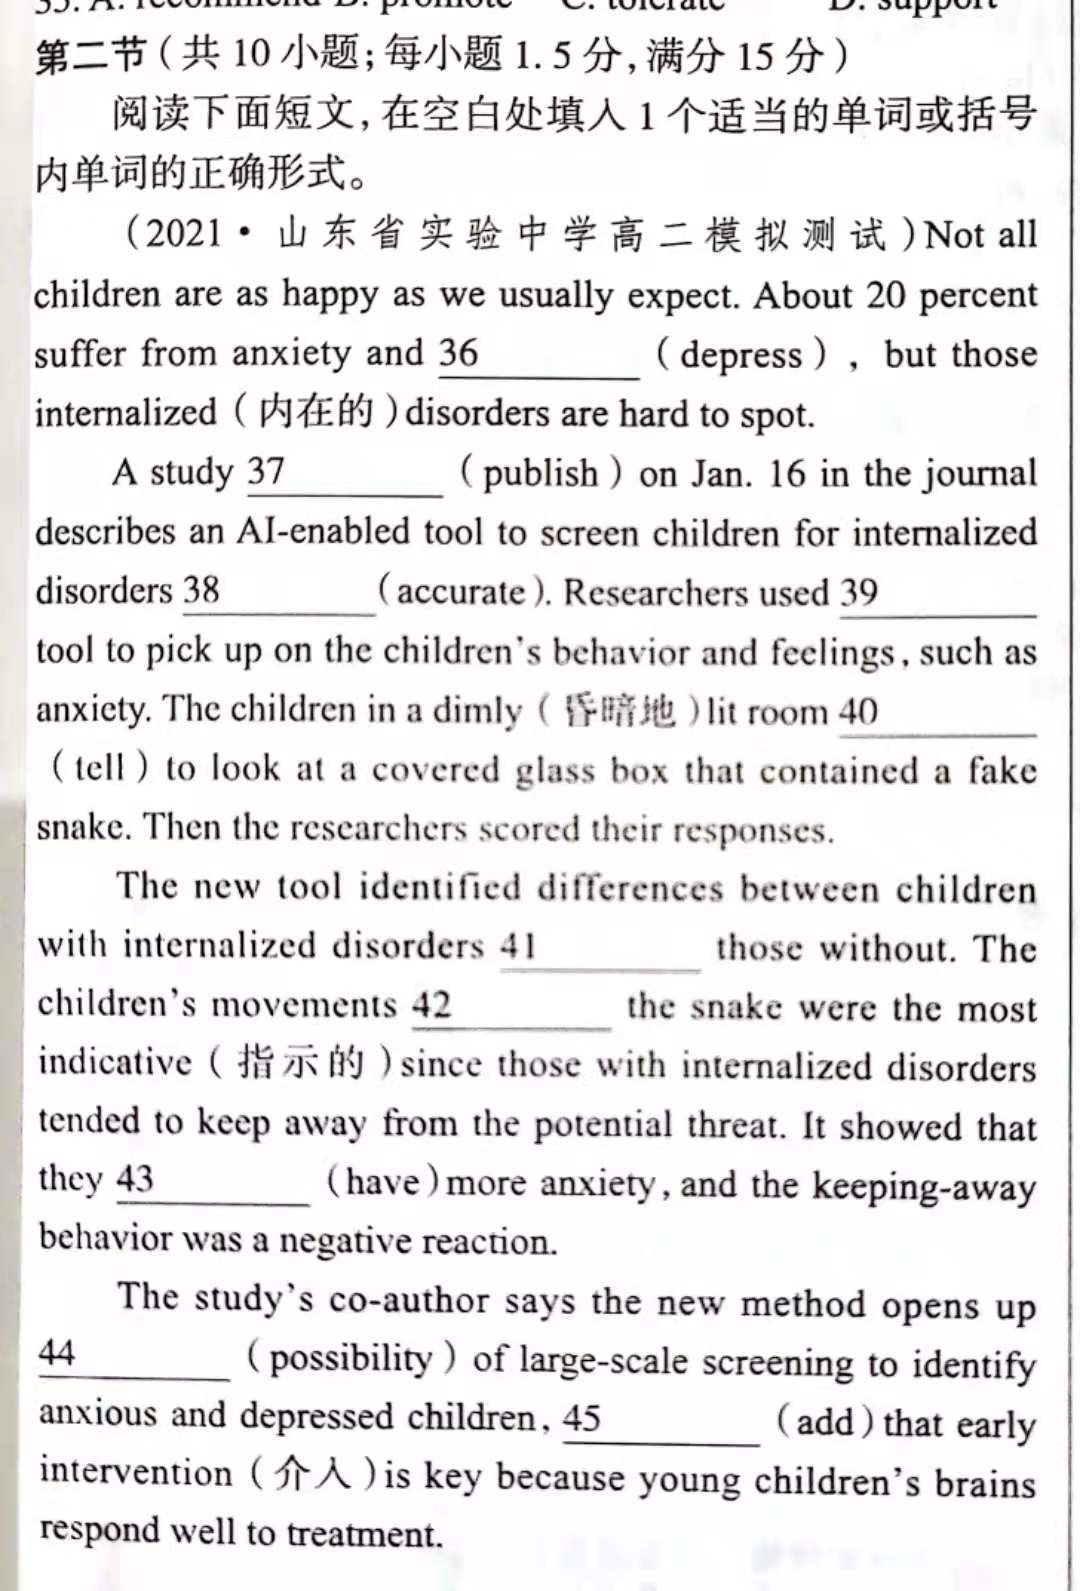 35. A. recommend B. promote C. tolerate D. support
第二节(共 10 小题;每小题 1.5 分,满分 15 分)
阅读下面短文,在空白处填入 1 个适当的单词或括号
内单词的正确形式。
(2021·山东省实验中学高二模拟测试)Not all
children are as happy as we usually expect. About 20 percent
suffer from anxiety and 36 (depress), but those
internalized(内在的)disorders are hard to spot.
A study 37 (publish) on Jan. 16 in the journal
describes an AI-enabled tool to screen children for internalized
disorders 38 (accurate). Researchers used 39
tool to pick up on the children's behavior and feelings, such as
anxiety. The children in a dimly(昏暗地)lit room 40
(tell) to look at a covered glass box that contained a fake
snake. Then the researchers scored their responses.
The new tool identified differences between children
with internalized disorders 41 those without. The
children's movements 42 the snake were the most
indicative(指示的)since those with internalized disorders
tended to keep away from the potential threat. It showed that
they 43 (have) more anxiety, and the keeping-away
behavior was a negative reaction.
The study's co-author says the new method opens up
44 (possibility) of large-scale screening to identify
anxious and depressed children, 45 (add) that early
intervention(介入)is key because young children's brains
respond well to treatment.